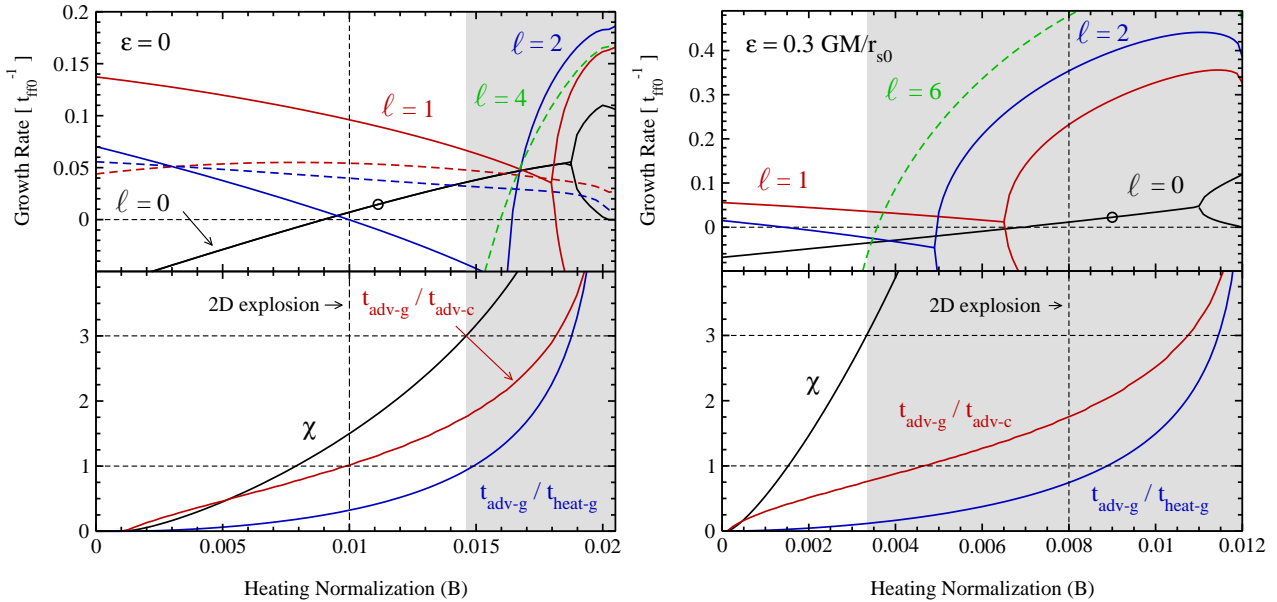 ε = 0
ℓ = 2
ℓ = 4
ℓ = 1
ℓ = 0
Growth Rate [ t_ff0^-1 ]
0.2
0.15
0.1
0.05
0
2D explosion →
t_adv-g / t_adv-c
χ
t_adv-g / t_heat-g
3
2
1
0
0 0.005 0.01 0.015 0.02
Heating Normalization (B)
ε = 0.3 GM/r_s0
ℓ = 2
ℓ = 6
ℓ = 1
ℓ = 0
Growth Rate [ t_ff0^-1 ]
0.4
0.3
0.2
0.1
0
2D explosion →
χ
t_adv-g / t_adv-c
t_adv-g / t_heat-g
3
2
1
0
0 0.002 0.004 0.006 0.008 0.01 0.012
Heating Normalization (B)